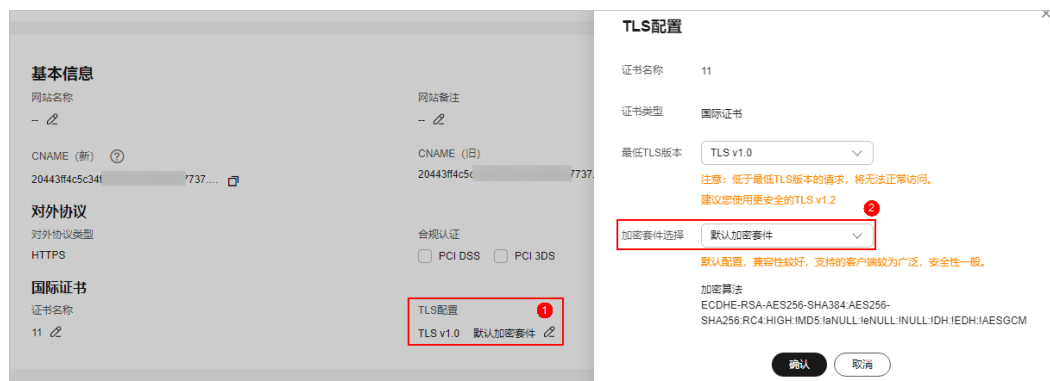 基本信息
网站名称
网站备注
--
--
CNAME（新） ?
CNAME（旧）
20443ff4c5c34f 7737....
20443ff4c5c 7737.
对外协议
对外协议类型
合规认证
HTTPS
PCI DSS PCI 3DS
国际证书
证书名称
TLS配置 1
11
TLS v1.0 默认加密套件
TLS配置
证书名称 11
证书类型 国际证书
最低TLS版本 TLS v1.0
注意：低于最低TLS版本的请求，将无法正常访问。
建议您使用更安全的TLS v1.2
2
加密套件选择 默认加密套件
默认配置，兼容性较好，支持的客户端较为广泛，安全性一般。
加密算法
ECDHE-RSA-AES256-SHA384:AES256-
SHA256:RC4:HIGH:!MD5:!aNULL:!eNULL:!NULL:!DH:!EDH:!AESGCM
确认 取消